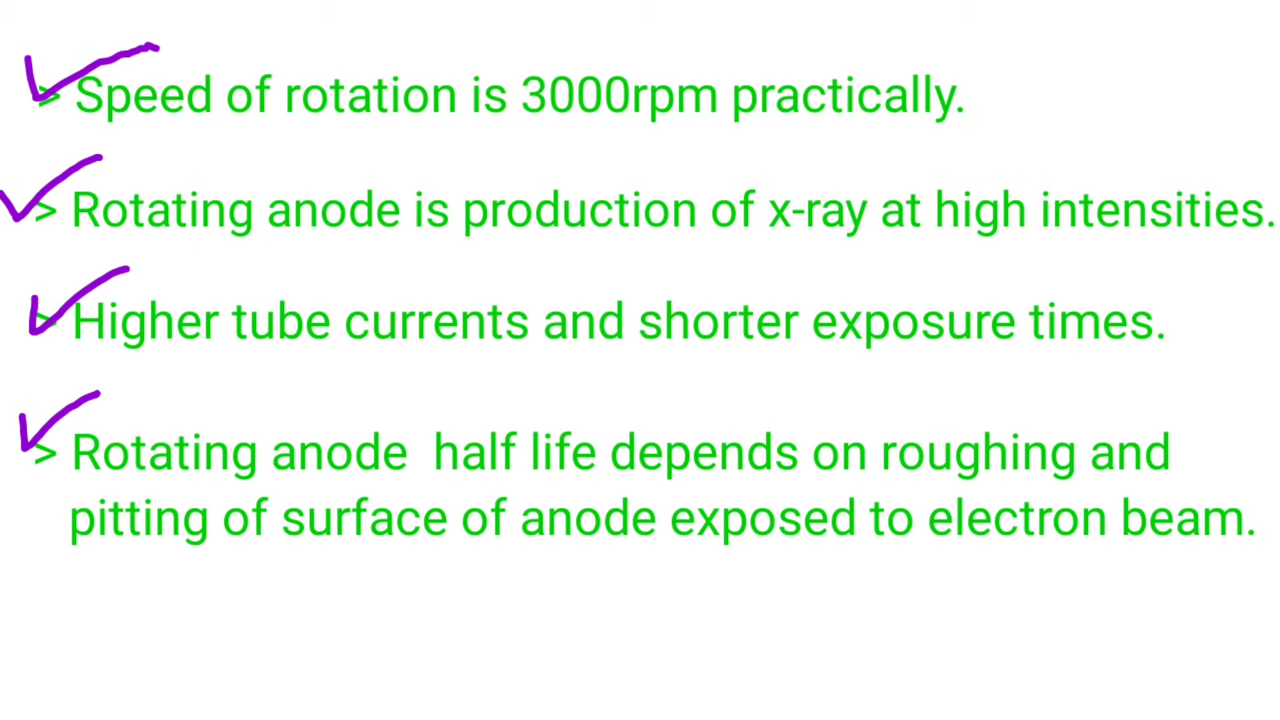 > Speed of rotation is 3000rpm practically.
> Rotating anode is production of x-ray at high intensities.
> Higher tube currents and shorter exposure times.
> Rotating anode  half life depends on roughing and
pitting of surface of anode exposed to electron beam.